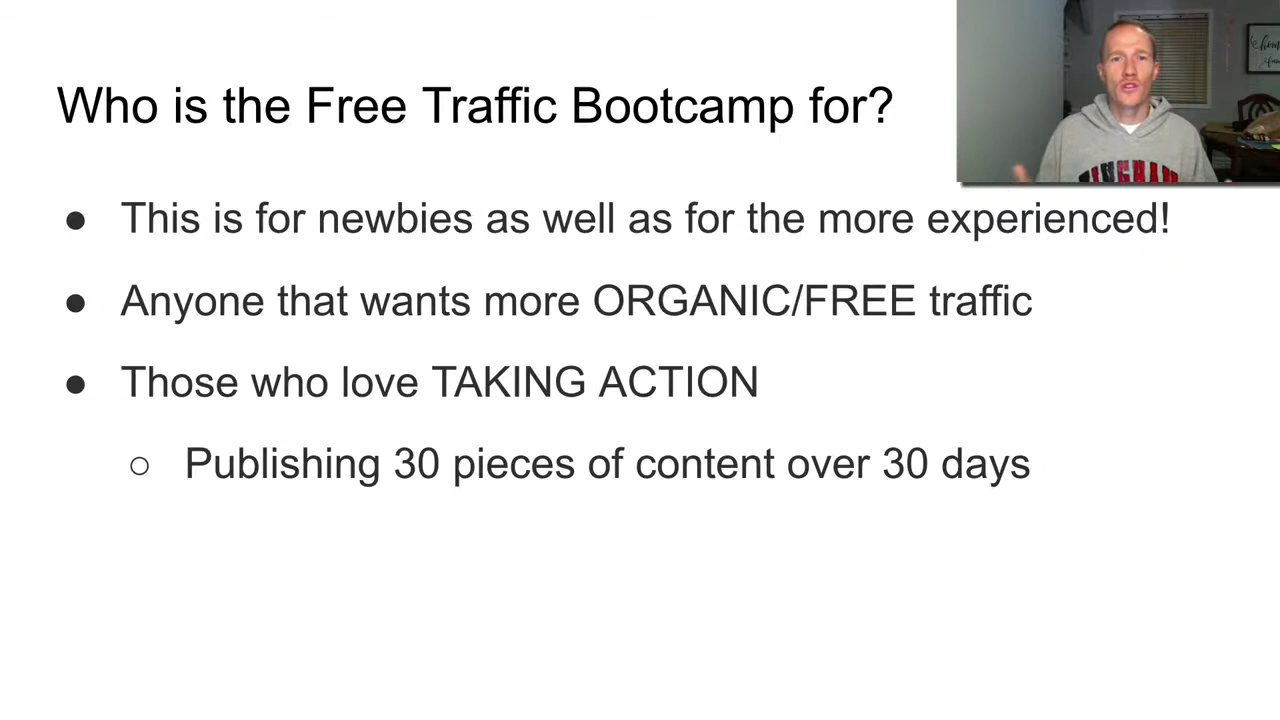 Who is the Free Traffic Bootcamp for?
● This is for newbies as well as for the more experienced!
● Anyone that wants more ORGANIC/FREE traffic
● Those who love TAKING ACTION
○ Publishing 30 pieces of content over 30 days